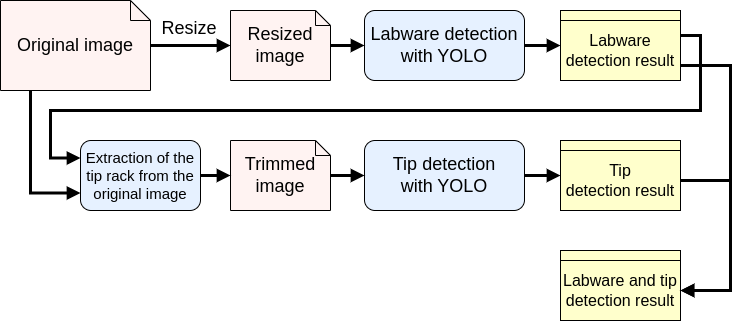 Original image
Resize
Resized
image
Labware detection
with YOLO
Labware
detection result
Extraction of the
tip rack from the
original image
Trimmed
image
Tip detection
with YOLO
Tip
detection result
Labware and tip
detection result